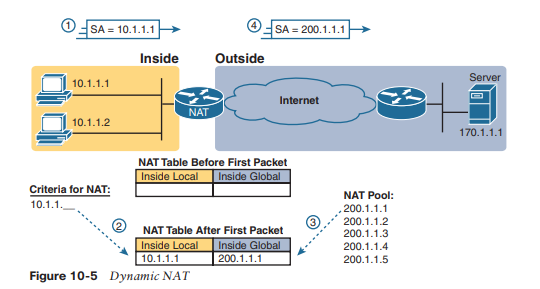 1 SA = 10.1.1.1
4 SA = 200.1.1.1
Inside Outside
10.1.1.1
10.1.1.2
NAT
Internet
Server
170.1.1.1
NAT Table Before First Packet
Inside Local Inside Global
Criteria for NAT:
10.1.1.__
2
NAT Table After First Packet
Inside Local Inside Global
10.1.1.1 200.1.1.1
3
NAT Pool:
200.1.1.1
200.1.1.2
200.1.1.3
200.1.1.4
200.1.1.5
Figure 10-5 Dynamic NAT